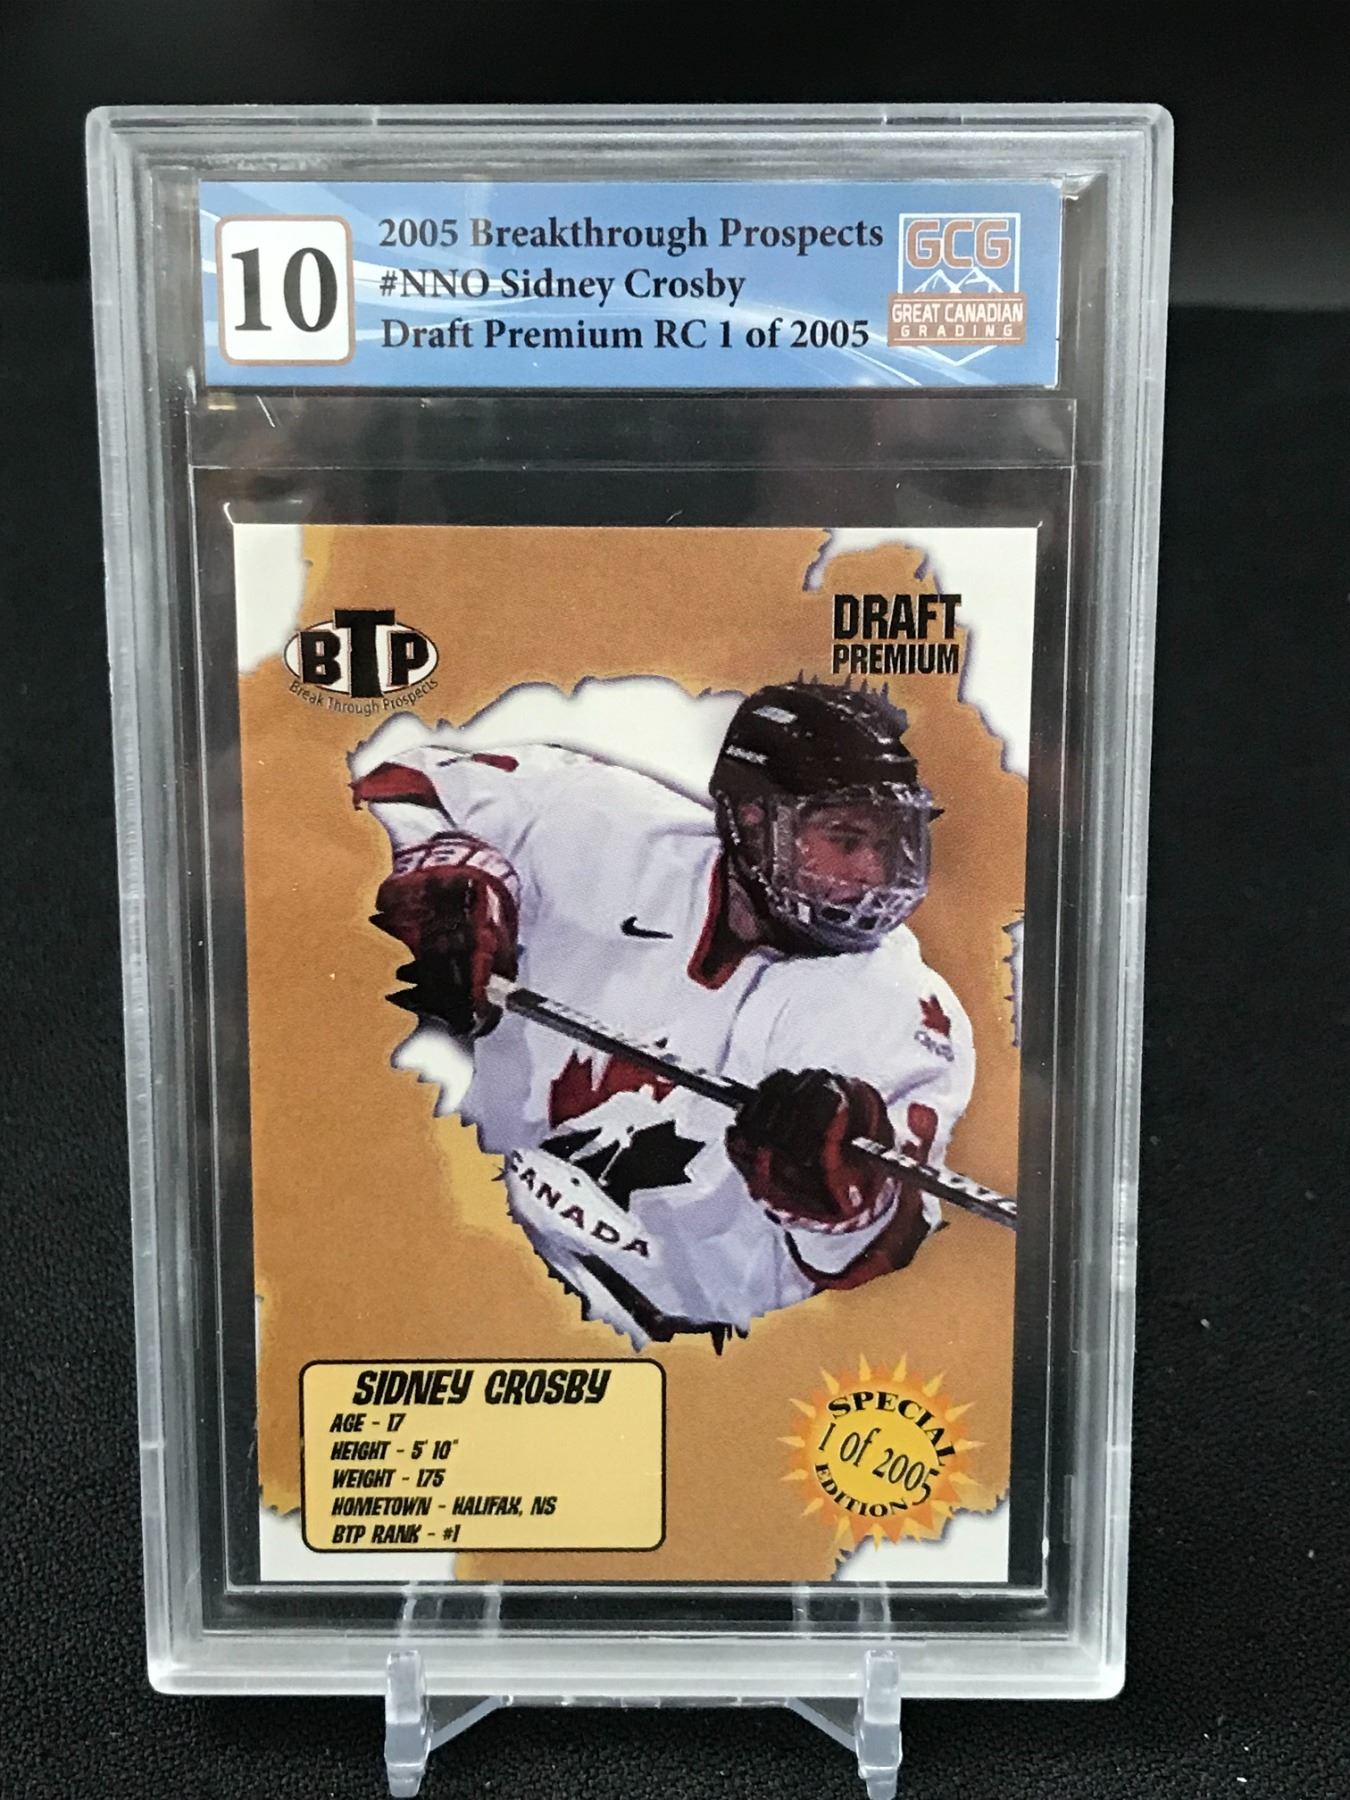 10
2005 Breakthrough Prospects
#NNO Sidney Crosby
Draft Premium RC 1 of 2005
GCG
GREAT CANADIAN
GRADING
BTP
Break Through Prospects
DRAFT
PREMIUM
CANADA
SIDNEY CROSBY
AGE - 17
HEIGHT - 5' 10"
WEIGHT - 175
HOMETOWN - HALIFAX, NS
BTP RANK - #1
SPECIAL
1 of 2005
EDITION